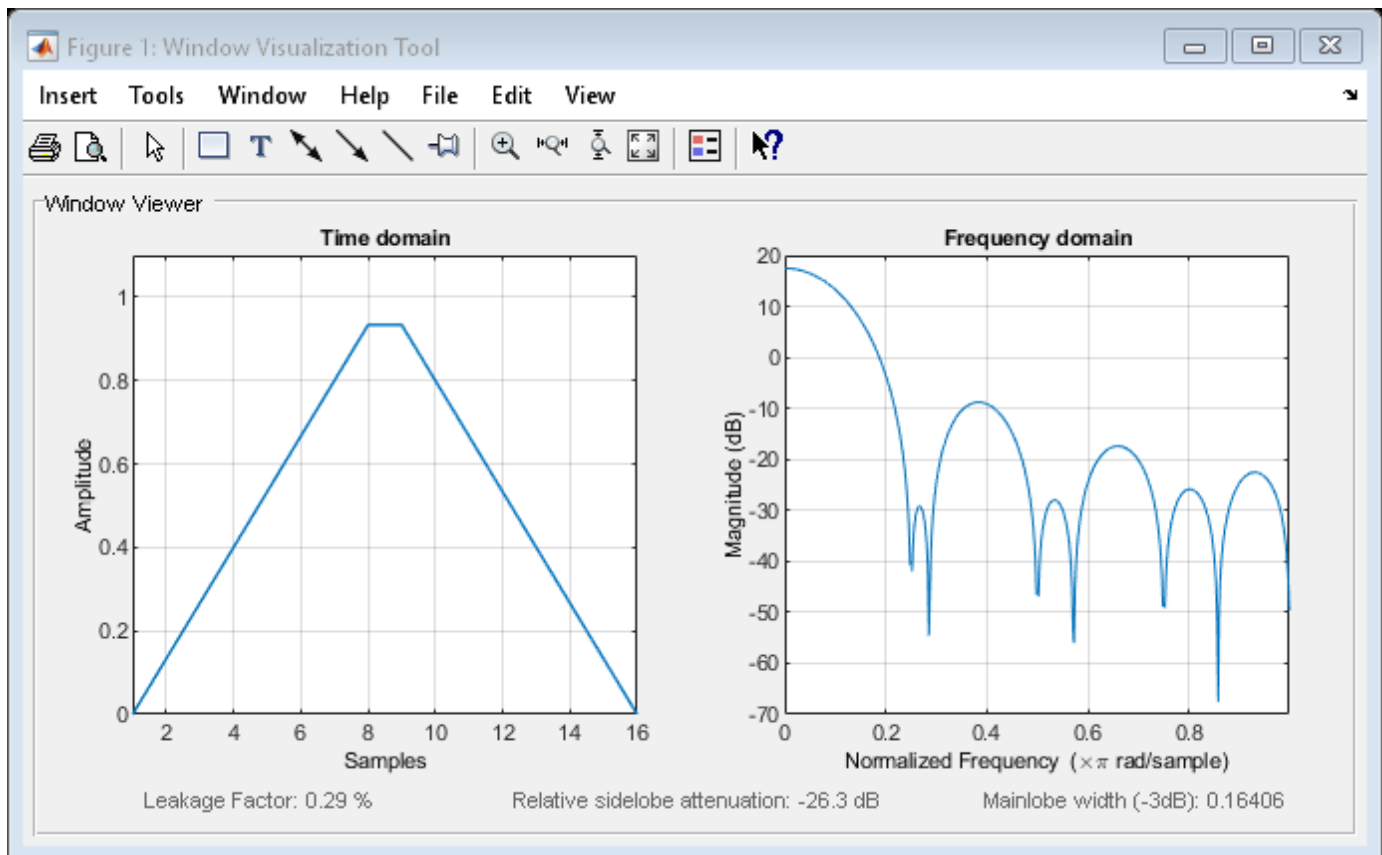 Figure 1: Window Visualization Tool
Insert Tools Window Help File Edit View
T
?
Window Viewer
Time domain
1
0.8
0.6
0.4
0.2
0
Amplitude
2 4 6 8 10 12 14 16
Samples
Frequency domain
20
10
0
-10
-20
-30
-40
-50
-60
-70
Magnitude (dB)
0 0.2 0.4 0.6 0.8
Normalized Frequency (×π rad/sample)
Leakage Factor: 0.29 % Relative sidelobe attenuation: -26.3 dB Mainlobe width (-3dB): 0.16406